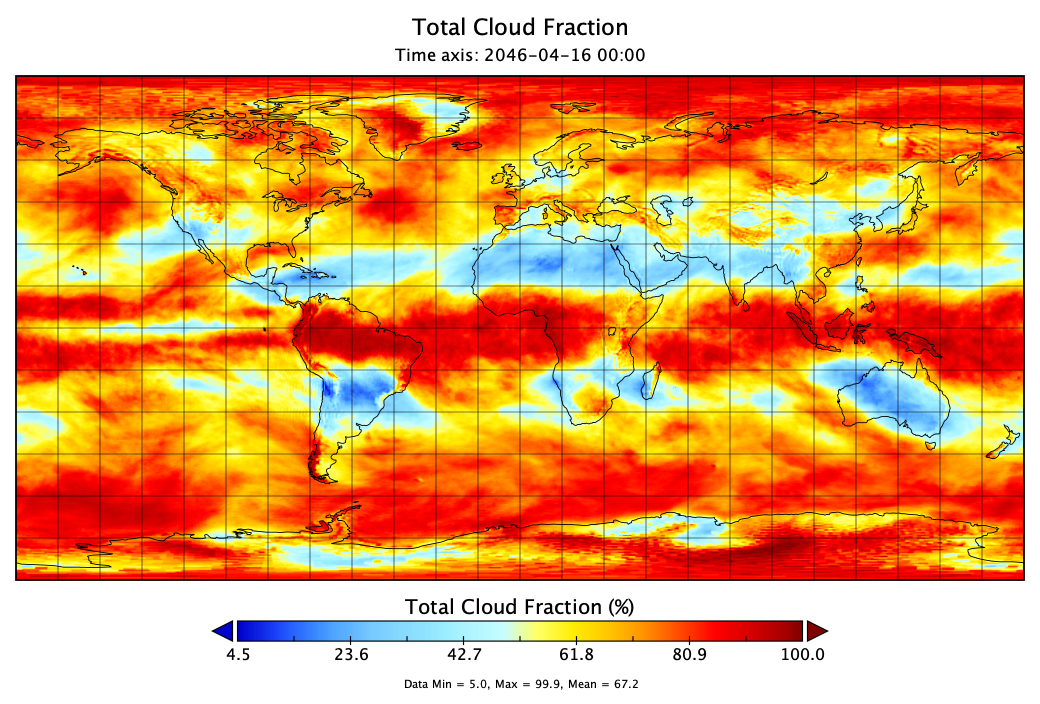 Total Cloud Fraction
Time axis: 2046-04-16 00:00
Total Cloud Fraction (%)
4.5 23.6 42.7 61.8 80.9 100.0
Data Min = 5.0, Max = 99.9, Mean = 67.2